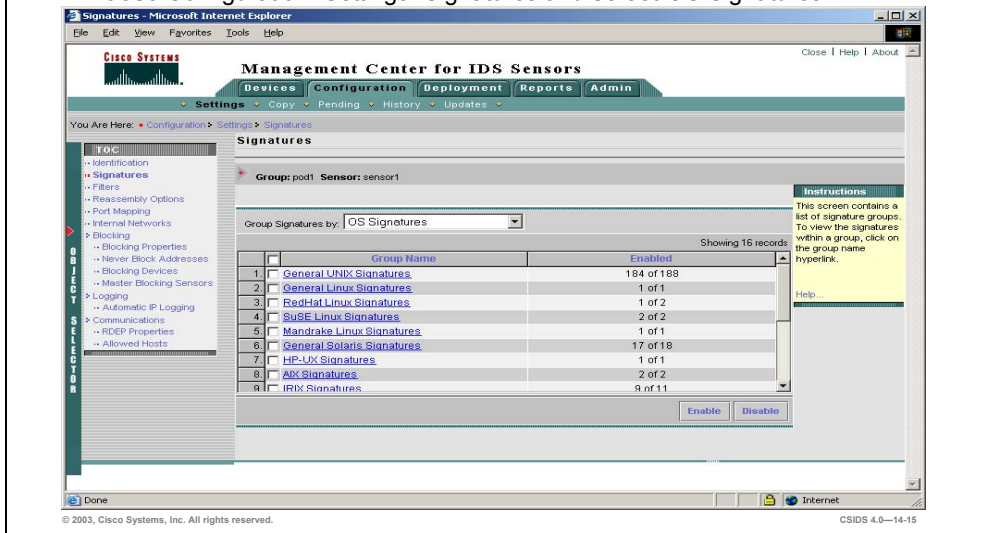 Signatures - Microsoft Internet Explorer
File Edit View Favorites Tools Help
Close | Help | About
CISCO SYSTEMS
Management Center for IDS Sensors
Devices Configuration Deployment Reports Admin
Settings Copy Pending History Updates
You Are Here: Configuration > Settings > Signatures
OBJECT SELECTOR
TOC
Identification
Signatures
Filters
Reassembly Options
Port Mapping
Internal Networks
Blocking
Blocking Properties
Never Block Addresses
Blocking Devices
Master Blocking Sensors
Logging
Automatic IP Logging
Communications
RDEP Properties
Allowed Hosts
Signatures
Group: pod1 Sensor: sensor1
Group Signatures by: OS Signatures
Showing 16 records
Group Name Enabled
1. General UNIX Signatures 184 of 188
2. General Linux Signatures 1 of 1
3. RedHat Linux Signatures 1 of 2
4. SuSE Linux Signatures 2 of 2
5. Mandrake Linux Signatures 1 of 1
6. General Solaris Signatures 17 of 18
7. HP-UX Signatures 1 of 1
8. AIX Signatures 2 of 2
9. IRIX Signatures 9 of 11
Enable Disable
Instructions
This screen contains a
list of signature groups.
To view the signatures
within a group, click on
the group name
hyperlink.
Help...
Done Internet
© 2003, Cisco Systems, Inc. All rights reserved. CSIDS 4.0—14-15